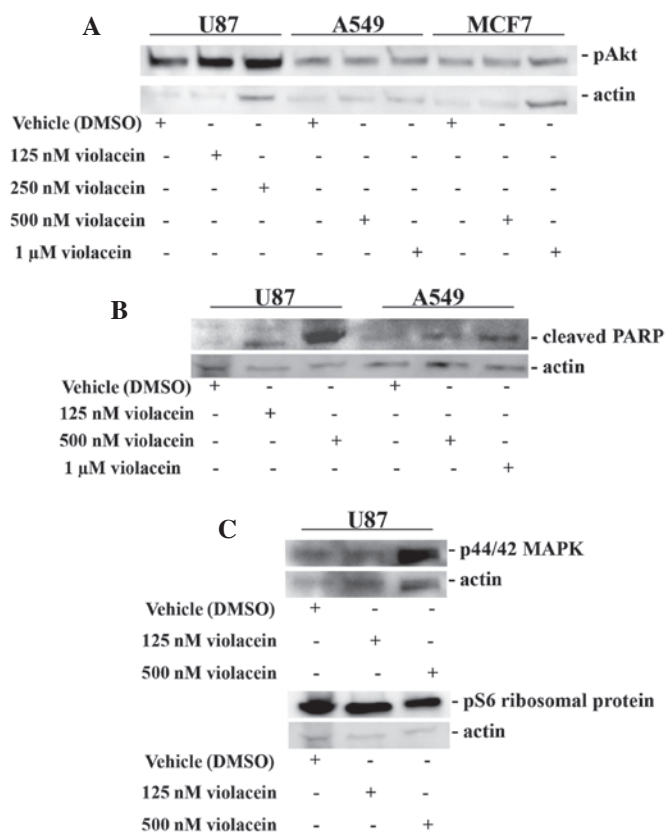 A
U87 A549 MCF7
- pAkt
- actin
Vehicle (DMSO) + - - + - - + - -
125 nM violacein - + - - - - - - -
250 nM violacein - - + - - - - - -
500 nM violacein - - - - + - - + -
1 µM violacein - - - - - + - - +
B
U87 A549
- cleaved PARP
- actin
Vehicle (DMSO) + - - + - -
125 nM violacein - + - - - -
500 nM violacein - - + - + -
1 µM violacein - - - - - +
C
U87
- p44/42 MAPK
- actin
Vehicle (DMSO) + - -
125 nM violacein - + -
500 nM violacein - - +
- pS6 ribosomal protein
- actin
Vehicle (DMSO) + - -
125 nM violacein - + -
500 nM violacein - - +